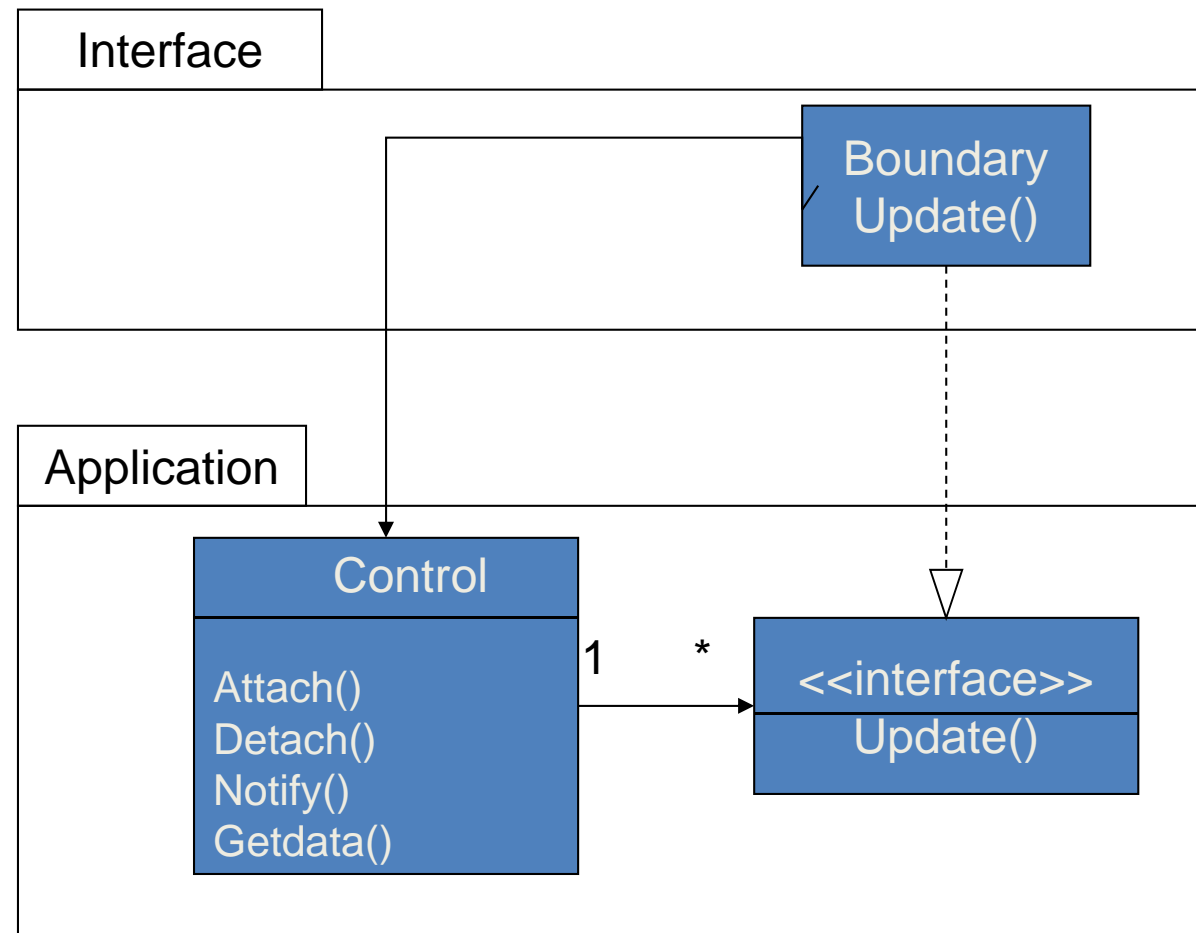 Interface
Boundary
Update()
Application
Control
Attach()
Detach()
Notify()
Getdata()
1 *
<<interface>>
Update()